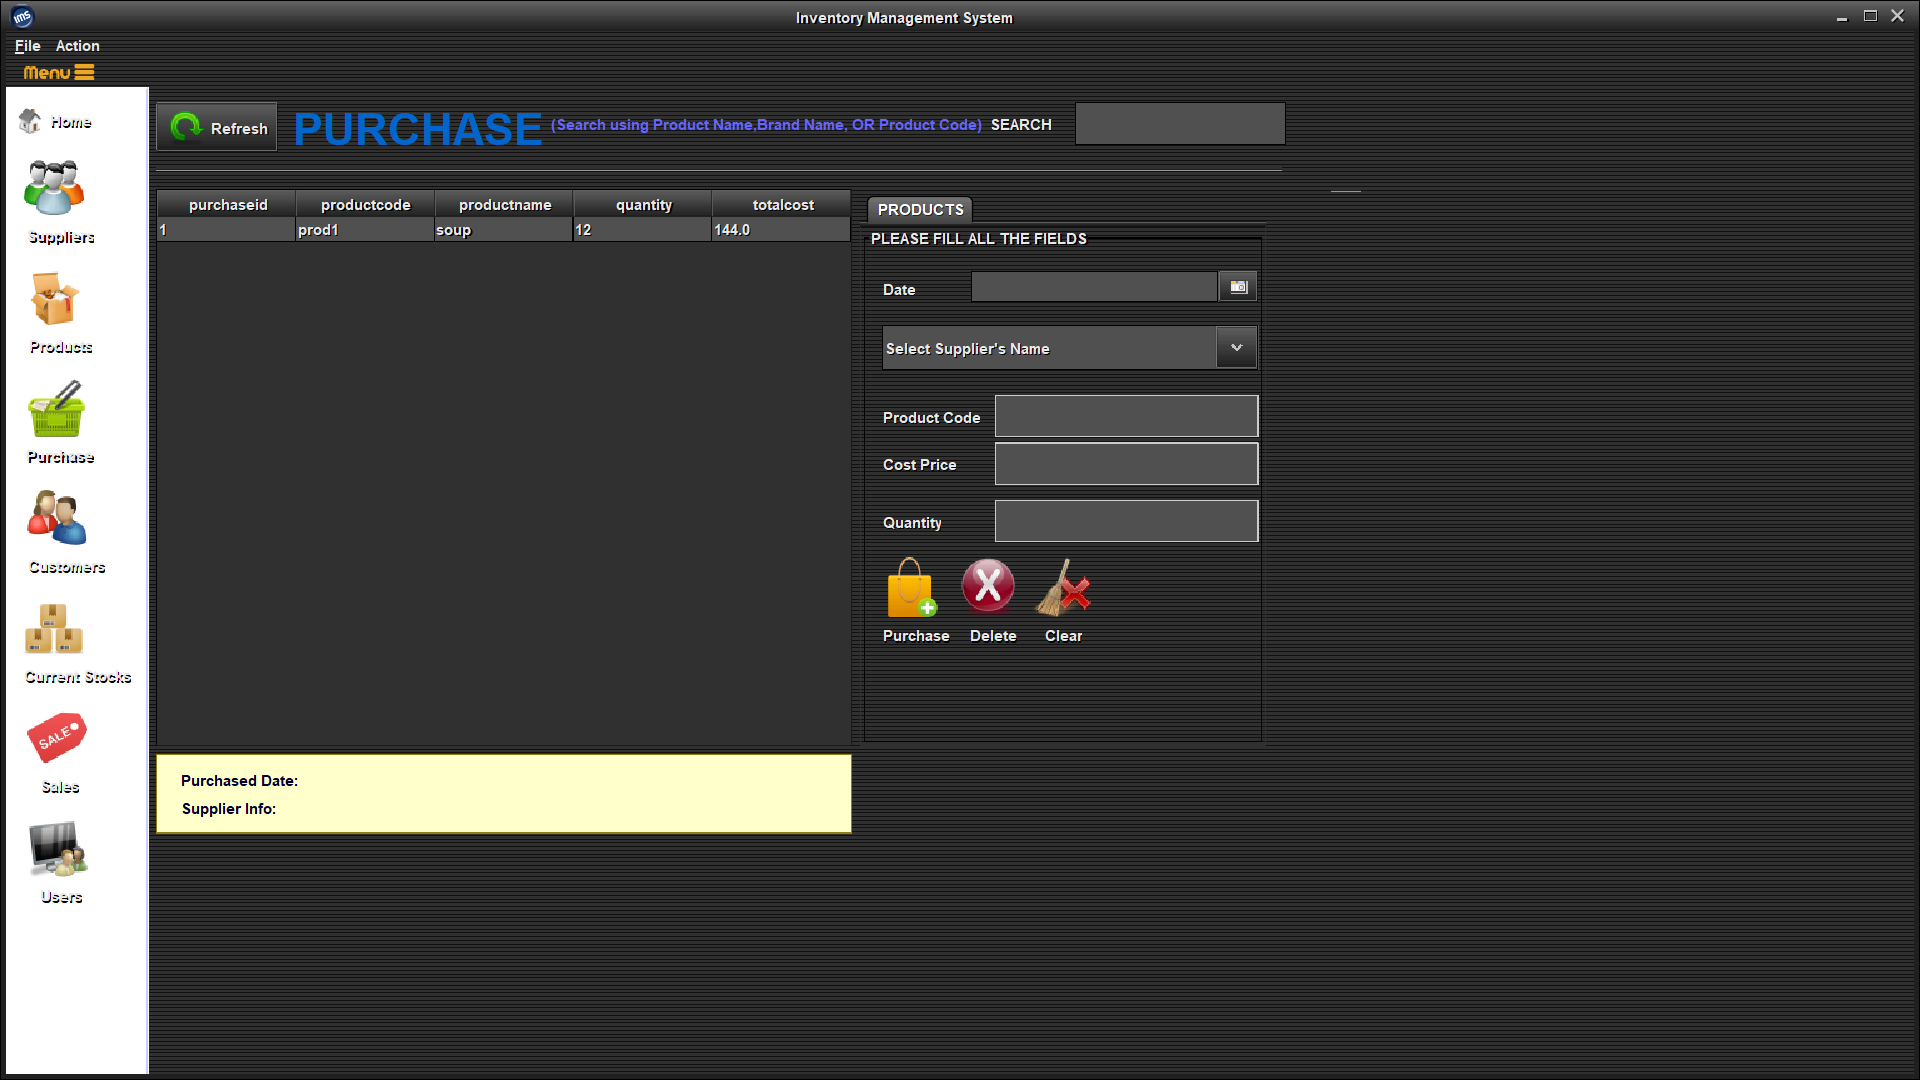 IMS
Inventory Management System
File Action
Menu
Home
Suppliers
Products
Purchase
Customers
Current Stocks
SALE
Sales
Users
Refresh
PURCHASE (Search using Product Name,Brand Name, OR Product Code) SEARCH
purchaseid productcode productname quantity totalcost
1 prod1 soup 12 144.0
Purchased Date:
Supplier Info:
PRODUCTS
PLEASE FILL ALL THE FIELDS
Date
Select Supplier's Name
Product Code
Cost Price
Quantity
Purchase Delete Clear